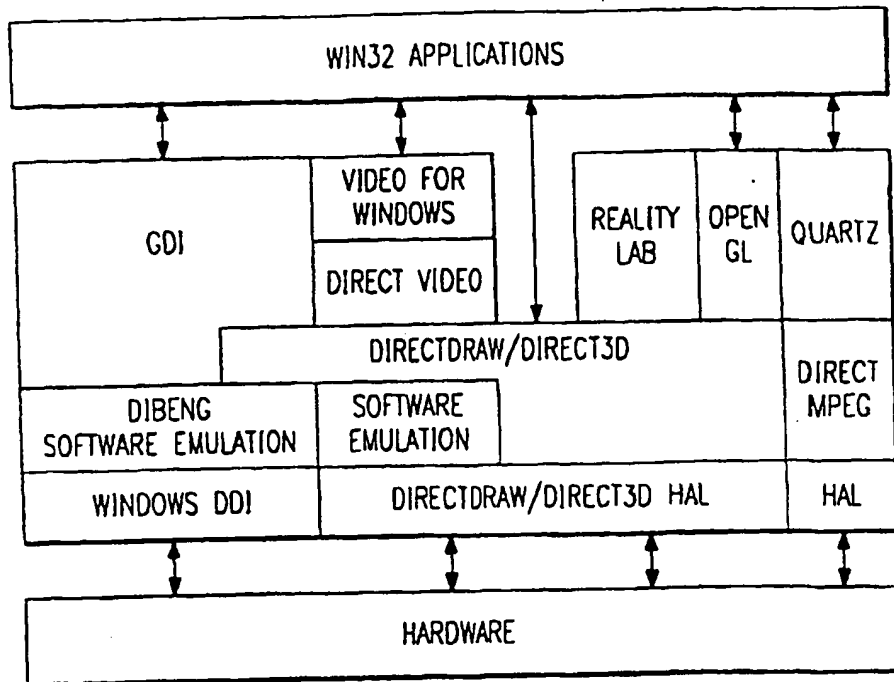 WIN32 APPLICATIONS
GDI
VIDEO FOR
WINDOWS
DIRECT VIDEO
REALITY
LAB
OPEN
GL
QUARTZ
DIRECTDRAW/DIRECT3D
DIRECT
MPEG
DIBENG
SOFTWARE EMULATION
SOFTWARE
EMULATION
WINDOWS DDI
DIRECTDRAW/DIRECT3D HAL
HAL
HARDWARE